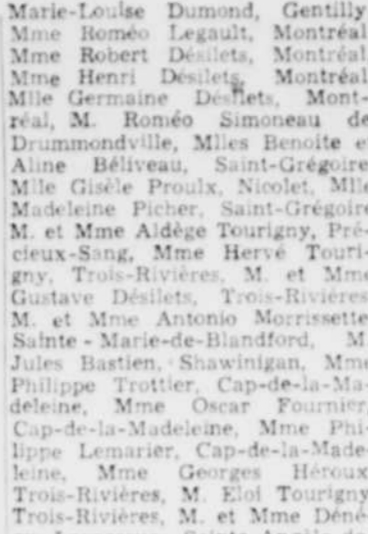 Marie-Louise Dumond, Gentilly
Mme Roméo Legault, Montréal
Mme Robert Désilets, Montréal
Mme Henri Désilets, Montréal
Mlle Germaine Désilets, Mont-
réal, M. Roméo Simoneau de
Drummondville, Mlles Benoite et
Aline Béliveau, Saint-Grégoire
Mlle Gisèle Proulx, Nicolet, Mlle
Madeleine Picher, Saint-Grégoire
M. et Mme Aldège Tourigny, Pré-
cieux-Sang, Mme Hervé Touri-
gny, Trois-Rivières, M. et Mme
Gustave Désilets, Trois-Rivières
M. et Mme Antonio Morrissette
Sainte - Marie-de-Blandford, M.
Jules Bastien, Shawinigan, Mme
Philippe Trottier, Cap-de-la-Ma-
deleine, Mme Oscar Fournier,
Cap-de-la-Madeleine, Mme Phi-
lippe Lemarier, Cap-de-la-Made-
leine, Mme Georges Héroux
Trois-Rivières, M. Eloi Tourigny
Trois-Rivières, M. et Mme Déné-